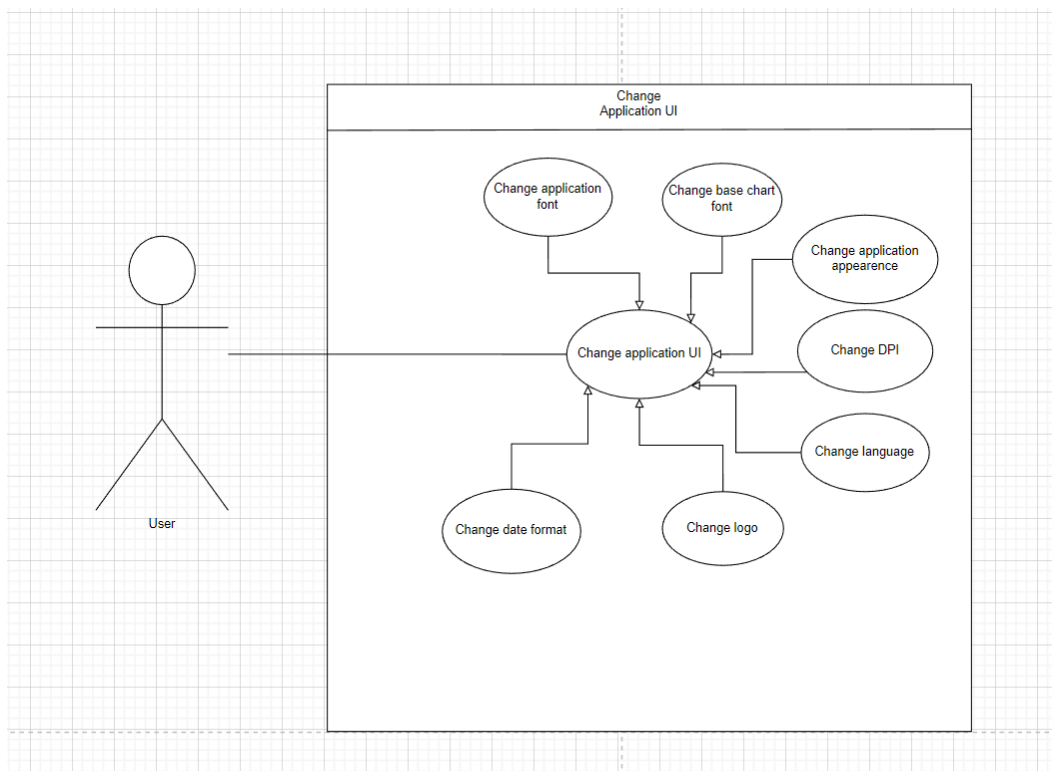 Change
Application UI
Change application
font
Change base chart
font
Change application
appearence
Change application UI
Change DPI
Change language
User
Change date format
Change logo